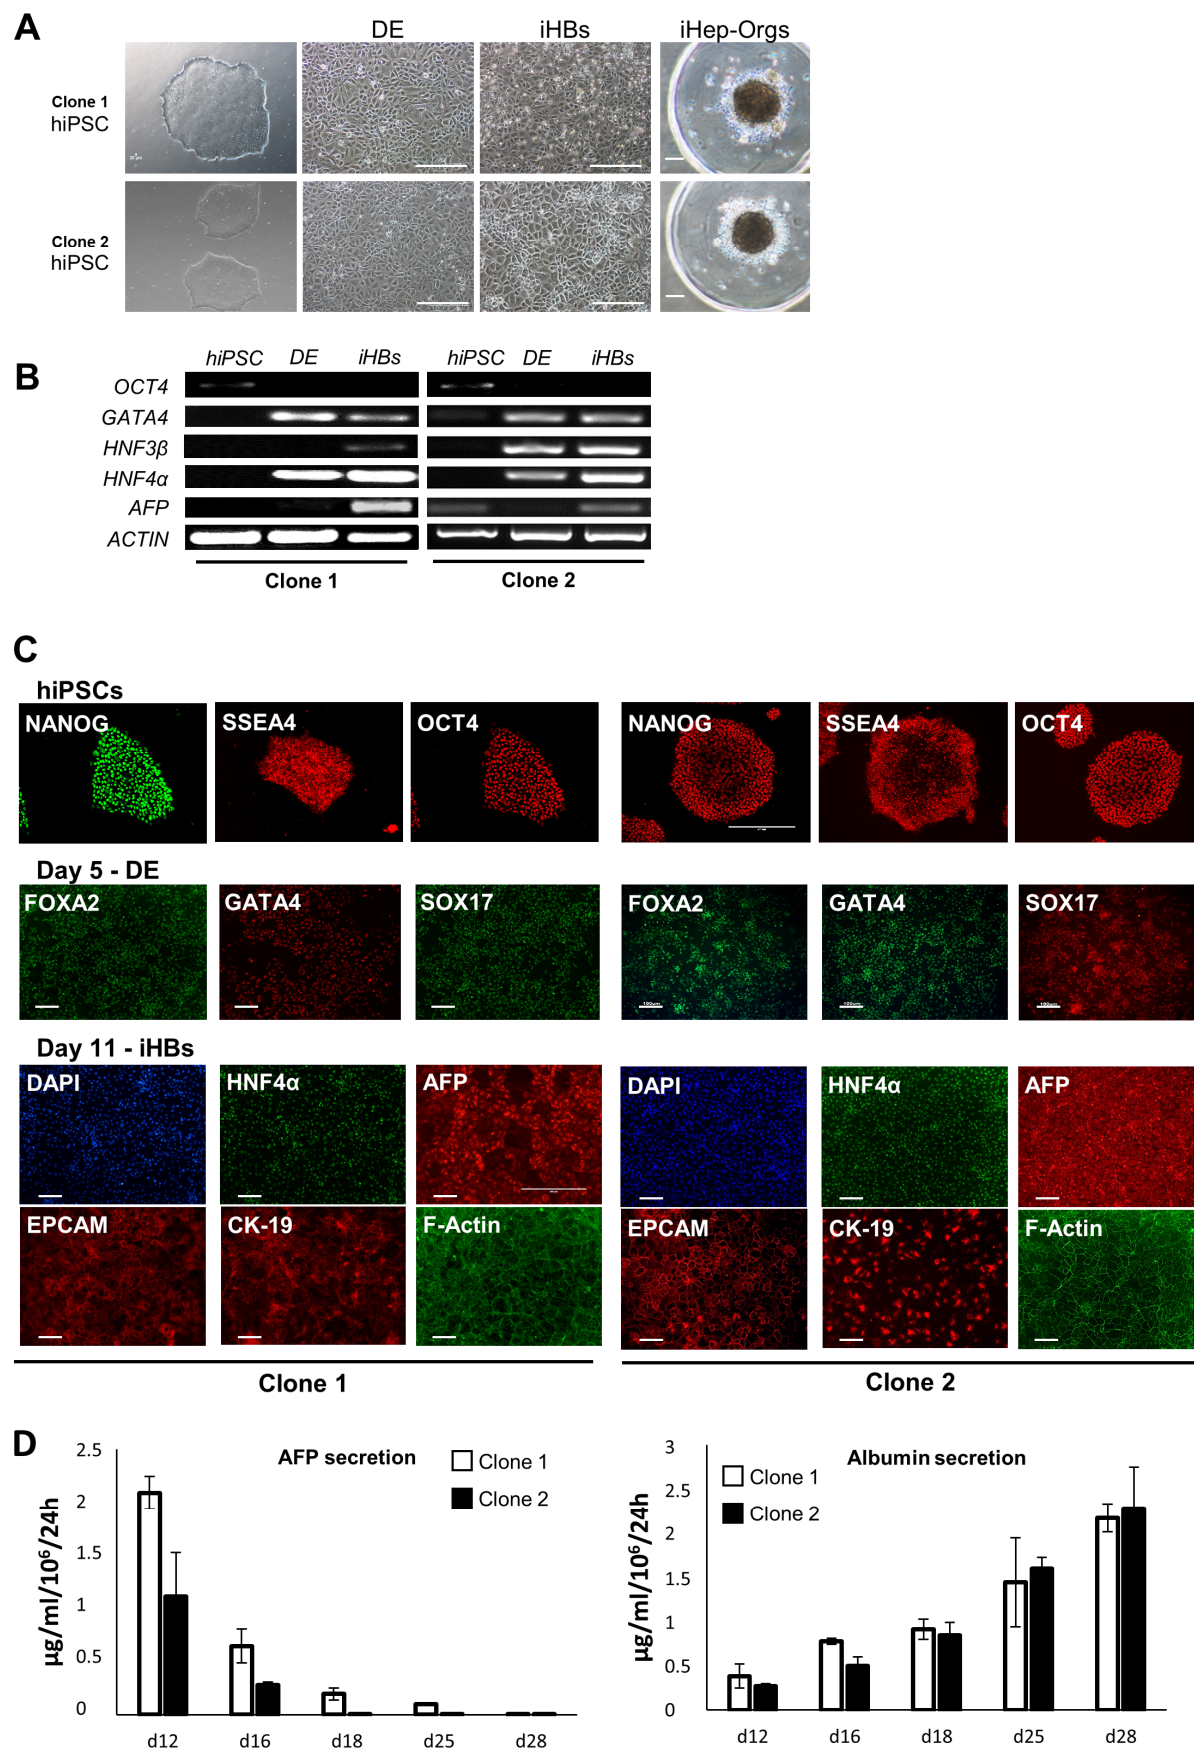 A
DE
iHBs
iHep-Orgs
Clone 1
hiPSC
Clone 2
hiPSC
B
hiPSC DE iHBs hiPSC DE iHBs
OCT4
GATA4
HNF3β
HNF4α
AFP
ACTIN
Clone 1 Clone 2
C
hiPSCs
NANOG SSEA4 OCT4 NANOG SSEA4 OCT4
Day 5 - DE
FOXA2 GATA4 SOX17 FOXA2 GATA4 SOX17
100μm 100μm 100μm
Day 11 - iHBs
DAPI HNF4α AFP DAPI HNF4α AFP
EPCAM CK-19 F-Actin EPCAM CK-19 F-Actin
Clone 1 Clone 2
D
AFP secretion
Clone 1
Clone 2
μg/ml/10⁶/24h
2.5
2
1.5
1
0.5
0
d12 d16 d18 d25 d28
Albumin secretion
Clone 1
Clone 2
μg/ml/10⁶/24h
3
2.5
2
1.5
1
0.5
0
d12 d16 d18 d25 d28